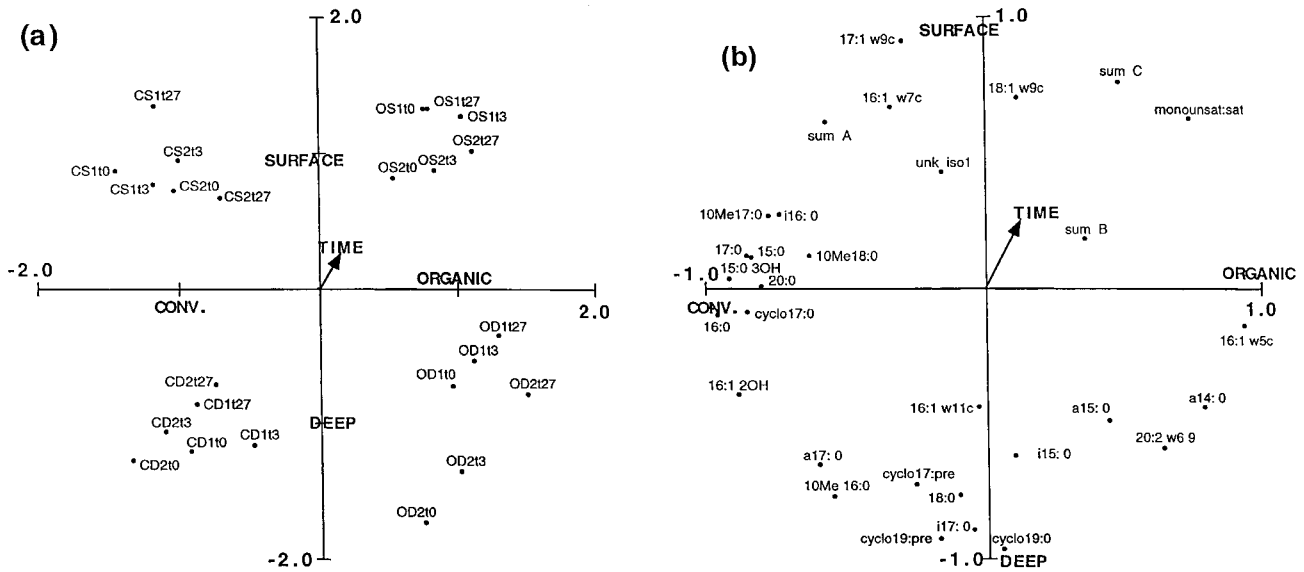 (a)
2.0
CS1t27
OS1t0
OS1t27
OS1t3
CS2t3
SURFACE
OS2t27
CS1t0
OS2t0
OS2t3
CS1t3
CS2t0
CS2t27
TIME
-2.0
ORGANIC
CONV.
2.0
OD1t27
OD1t3
CD2t27
OD1t0
OD2t27
CD1t27
CD2t3
DEEP
CD1t0
CD1t3
CD2t0
OD2t3
OD2t0
-2.0
(b)
1.0
SURFACE
17:1 w9c
sum C
16:1 w7c
18:1 w9c
monounsat:sat
sum A
unk iso1
10Me17:0
i16: 0
TIME
sum B
17:0
15:0
10Me18:0
15:0 3OH
-1.0
20:0
ORGANIC
CONV.
1.0
16:0
cyclo17:0
16:1 w5c
16:1 2OH
16:1 w11c
a15: 0
a14: 0
20:2 w6 9
i15: 0
a17: 0
cyclo17:pre
10Me 16:0
18:0
i17: 0
cyclo19:pre
cyclo19:0
-1.0
DEEP